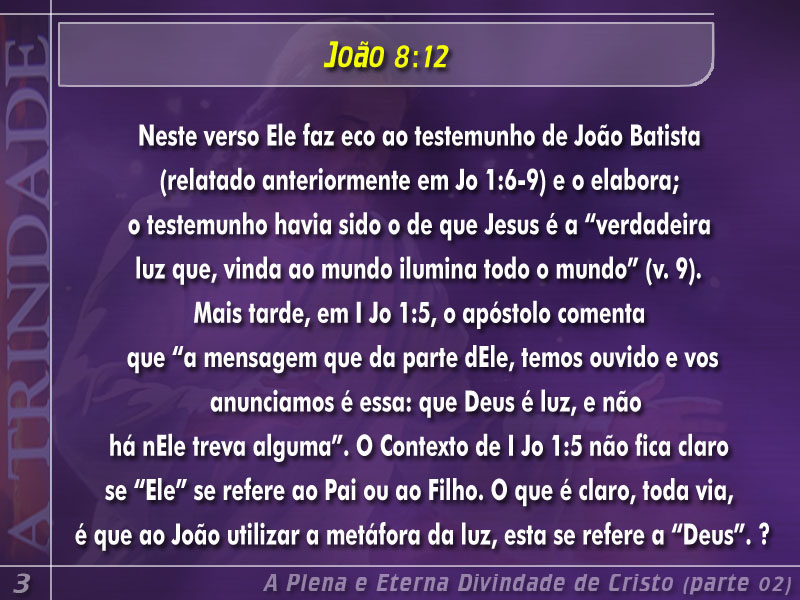 A TRINDADE
João 8:12
Neste verso Ele faz eco ao testemunho de João Batista
(relatado anteriormente em Jo 1:6-9) e o elabora;
o testemunho havia sido o de que Jesus é a “verdadeira
luz que, vinda ao mundo ilumina todo o mundo” (v. 9).
Mais tarde, em I Jo 1:5, o apóstolo comenta
que “a mensagem que da parte dEle, temos ouvido e vos
anunciamos é essa: que Deus é luz, e não
há nEle treva alguma”. O Contexto de I Jo 1:5 não fica claro
se “Ele” se refere ao Pai ou ao Filho. O que é claro, toda via,
é que ao João utilizar a metáfora da luz, esta se refere a “Deus”. ?
3
A Plena e Eterna Divindade de Cristo (parte 02)